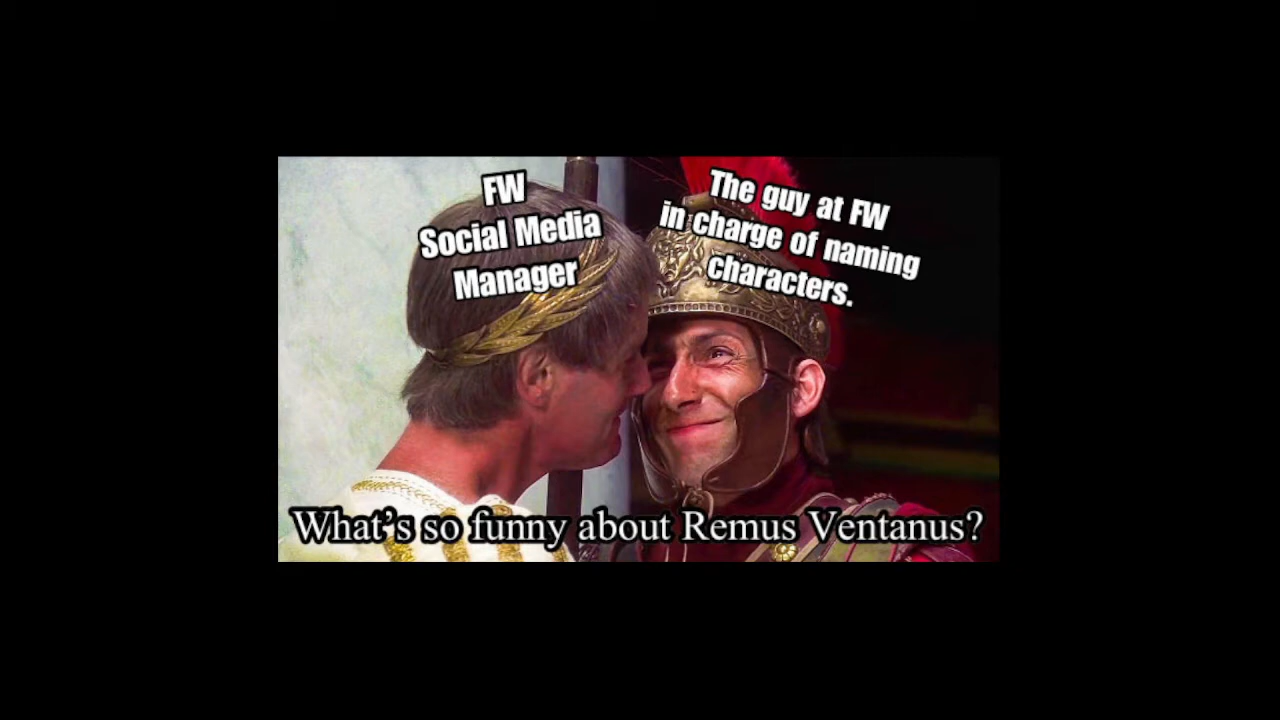 FW
Social Media
Manager
The guy at FW
in charge of naming
characters.
What's so funny about Remus Ventanus?